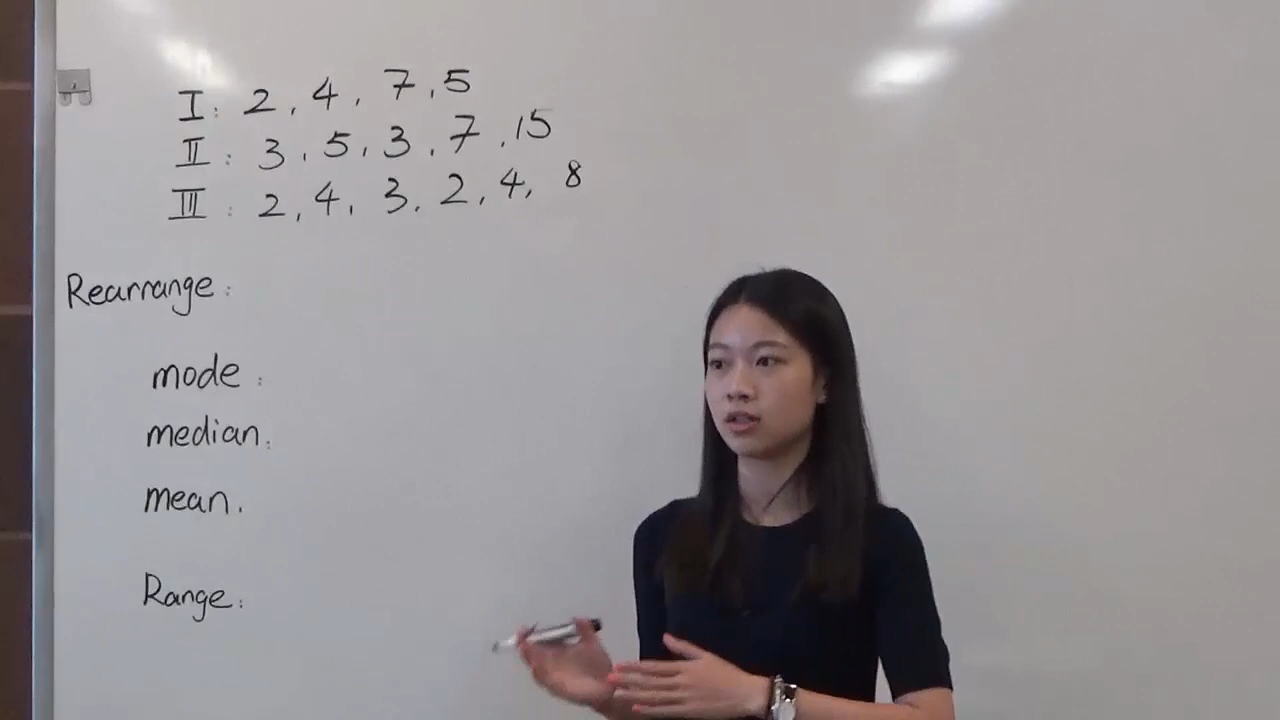 I: 2, 4, 7, 5
II: 3, 5, 3, 7, 15
III: 2, 4, 3, 2, 4, 8
Rearrange:
mode:
median:
mean.
Range: